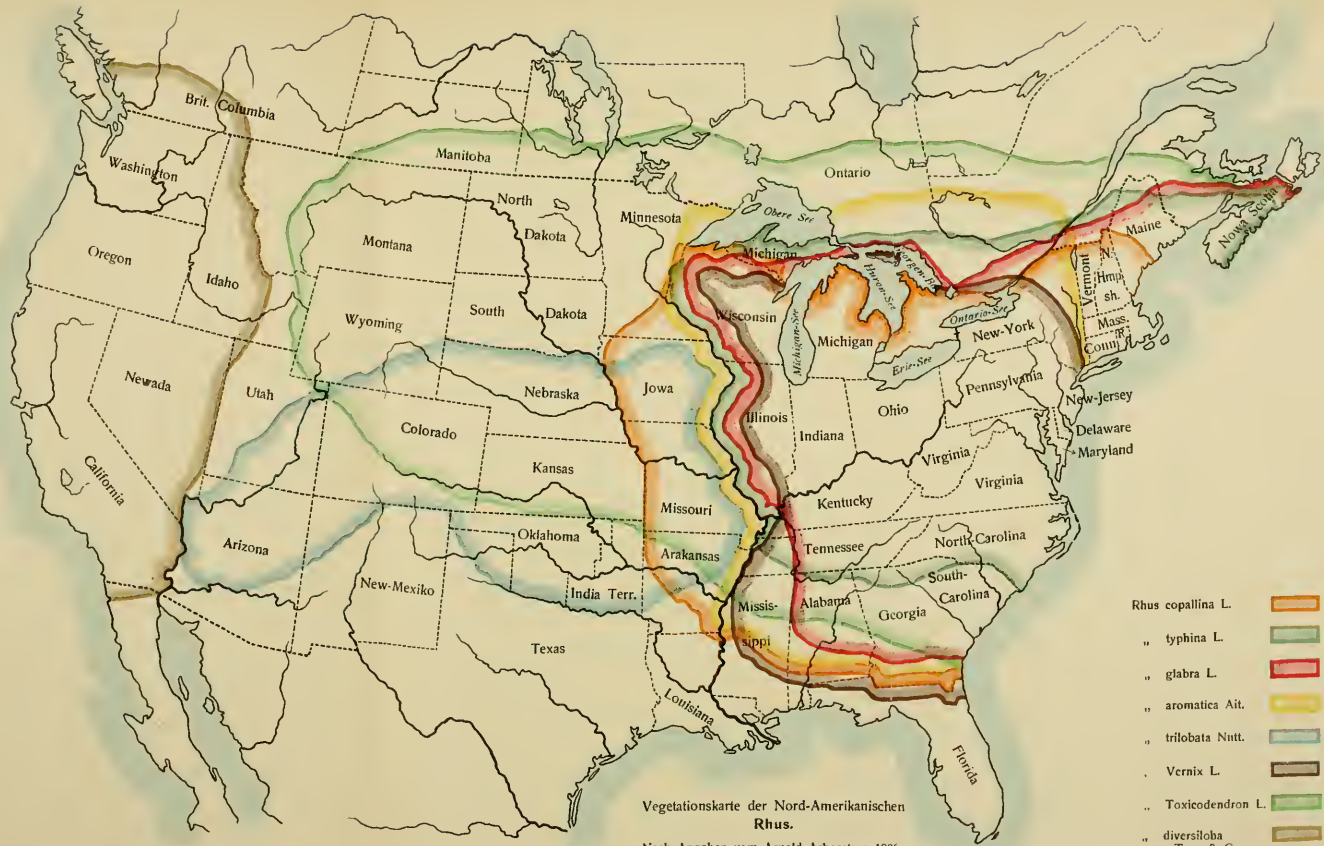 Brit. Columbia
Washington
Oregon
Idaho
Newada
California
Utah
Arizona
Montana
Wyoming
Colorado
New-Mexiko
Manitoba
North
Dakota
South
Dakota
Nebraska
Kansas
Oklahoma
India Terr.
Texas
Minnesota
Jowa
Missouri
Arakansas
Louisiana
Ontario
Obere See
Michigan
Wisconsin
Michigan-See
Huron-See
Michigan
Erie-See
Ontario-See
Illinois
Indiana
Ohio
Kentucky
Tennessee
Missis-
sippi
Alabama
Georgia
Florida
South-
Carolina
North-Carolina
Virginia
Virginia
Pennsylvania
New-York
New-Jersey
Delaware
Maryland
Vermont
N.
Hmp.
sh.
Mass.
Conn.
R.
Maine
Nowa Scotia
Rhus copallina L.
„ typhina L.
„ glabra L.
„ aromatica Ait.
„ trilobata Nutt.
. Vernix L.
„ Toxicodendron L.
„ diversiloba
Vegetationskarte der Nord-Amerikanischen
Rhus.